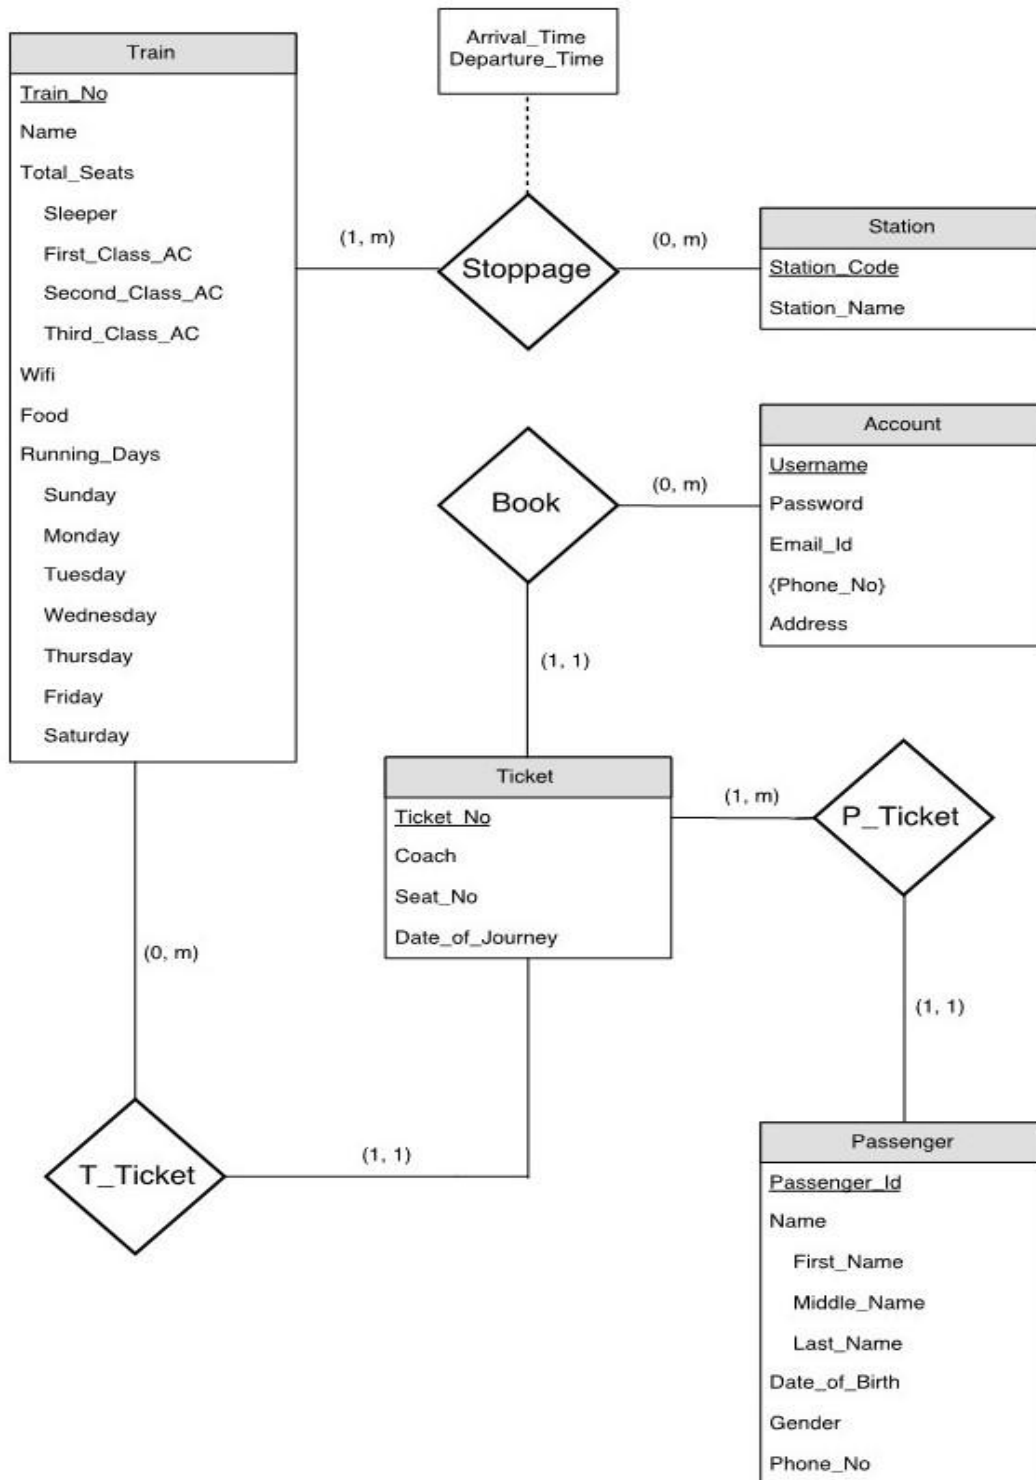 Arrival_Time
Departure_Time
Train
Train_No
Name
Total_Seats
Sleeper
First_Class_AC
Second_Class_AC
Third_Class_AC
Wifi
Food
Running_Days
Sunday
Monday
Tuesday
Wednesday
Thursday
Friday
Saturday
(1, m)
Stoppage
(0, m)
Station
Station_Code
Station_Name
Book
(0, m)
Account
Username
Password
Email_Id
{Phone_No}
Address
(1, 1)
Ticket
Ticket_No
Coach
Seat_No
Date_of_Journey
(1, m)
P_Ticket
(0, m)
(1, 1)
T_Ticket
(1, 1)
Passenger
Passenger_Id
Name
First_Name
Middle_Name
Last_Name
Date_of_Birth
Gender
Phone_No